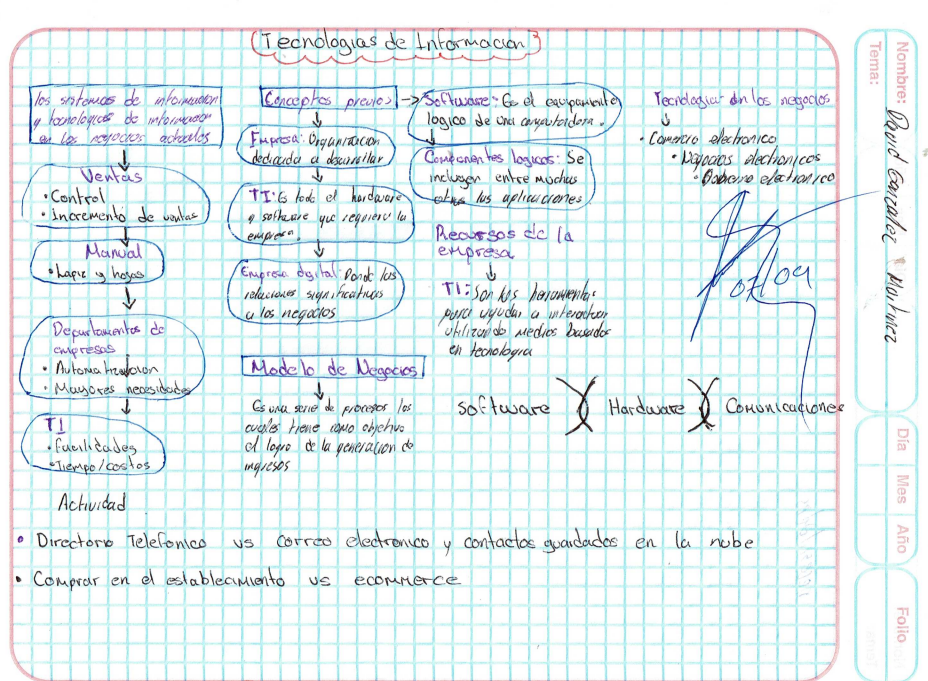 Tecnologias de Informacion
los sistemas de informacion
y tecnologicas de informacion
en los negocios actuales
Ventas
• Control
• Incremento de ventas
Manual
• Lapiz y hojas
Departamentos de
empresas
• Automatizacion
• Mayores necesidades
TI
• Facilidades
• Tiempo/costos
Conceptos previos
Empresa: Organizacion
dedicada a desarrollar
TI: Es todo el hardware
y software que requiere la
empresa.
Empresa digital: Donde las
relaciones significativas
a los negocios
Modelo de Negocios
Es una serie de procesos los
cuales tiene como objetivo
el logro de la generacion de
ingresos
Software: Es el equipamiento
logico de una computadora.
Componentes logicos: Se
incluyen entre muchas
otras las aplicaciones
Recursos de la
empresa
TI: Son las herramientas
para ayudar a interactuar
utilizando medios basados
en tecnologia
Tecnologias en los negocios
• Comercio electronico
• Negocios electronicos
• Gobierno electronico
Software Hardware Comunicaciones
Actividad
• Directorio Telefonico vs Correo electronico y contactos guardados en la nube
• Comprar en el establecimiento vs ecommerce
Nombre: David Gonzalez Martinez
Tema:
Día Mes Año
Folio